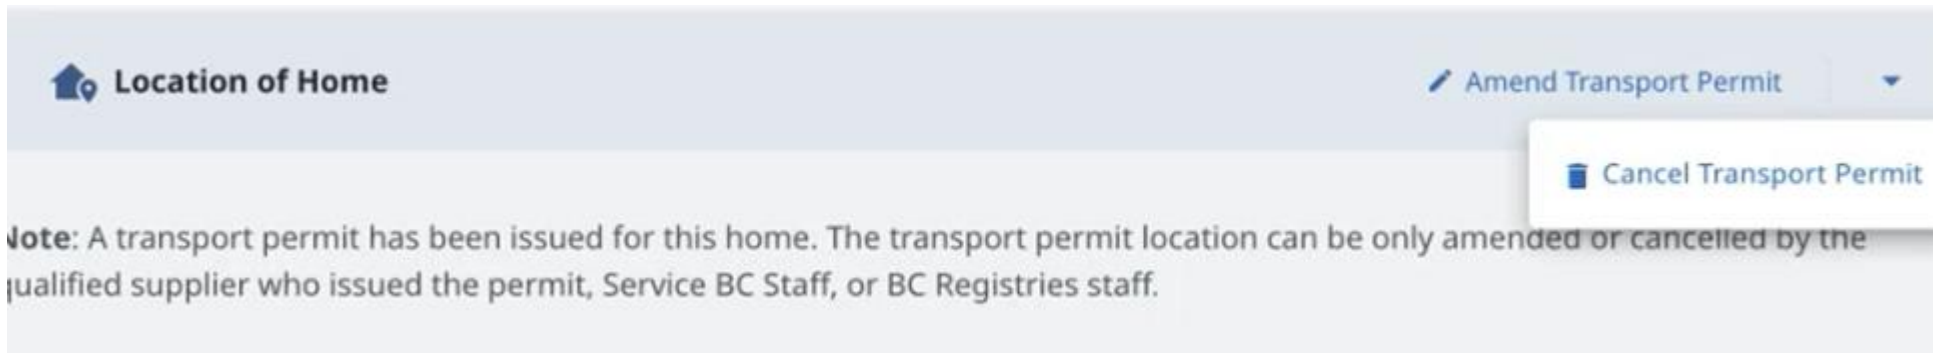 Location of Home
Amend Transport Permit
Cancel Transport Permit
Note: A transport permit has been issued for this home. The transport permit location can be only amended or cancelled by the
qualified supplier who issued the permit, Service BC Staff, or BC Registries staff.